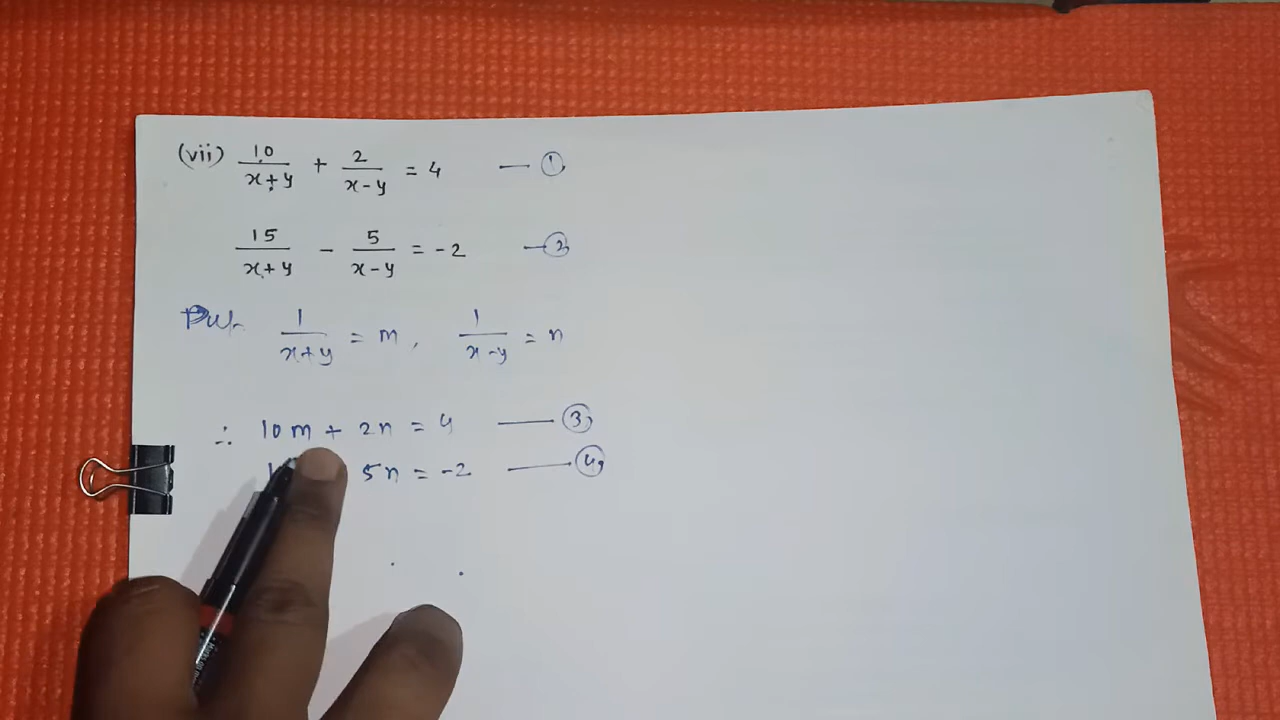 (vii) 10/(x+y) + 2/(x-y) = 4 — ①
15/(x+y) - 5/(x-y) = -2 — ②
Put 1/(x+y) = m, 1/(x-y) = n
∴ 10m + 2n = 4 — ③
5n = -2 — ④